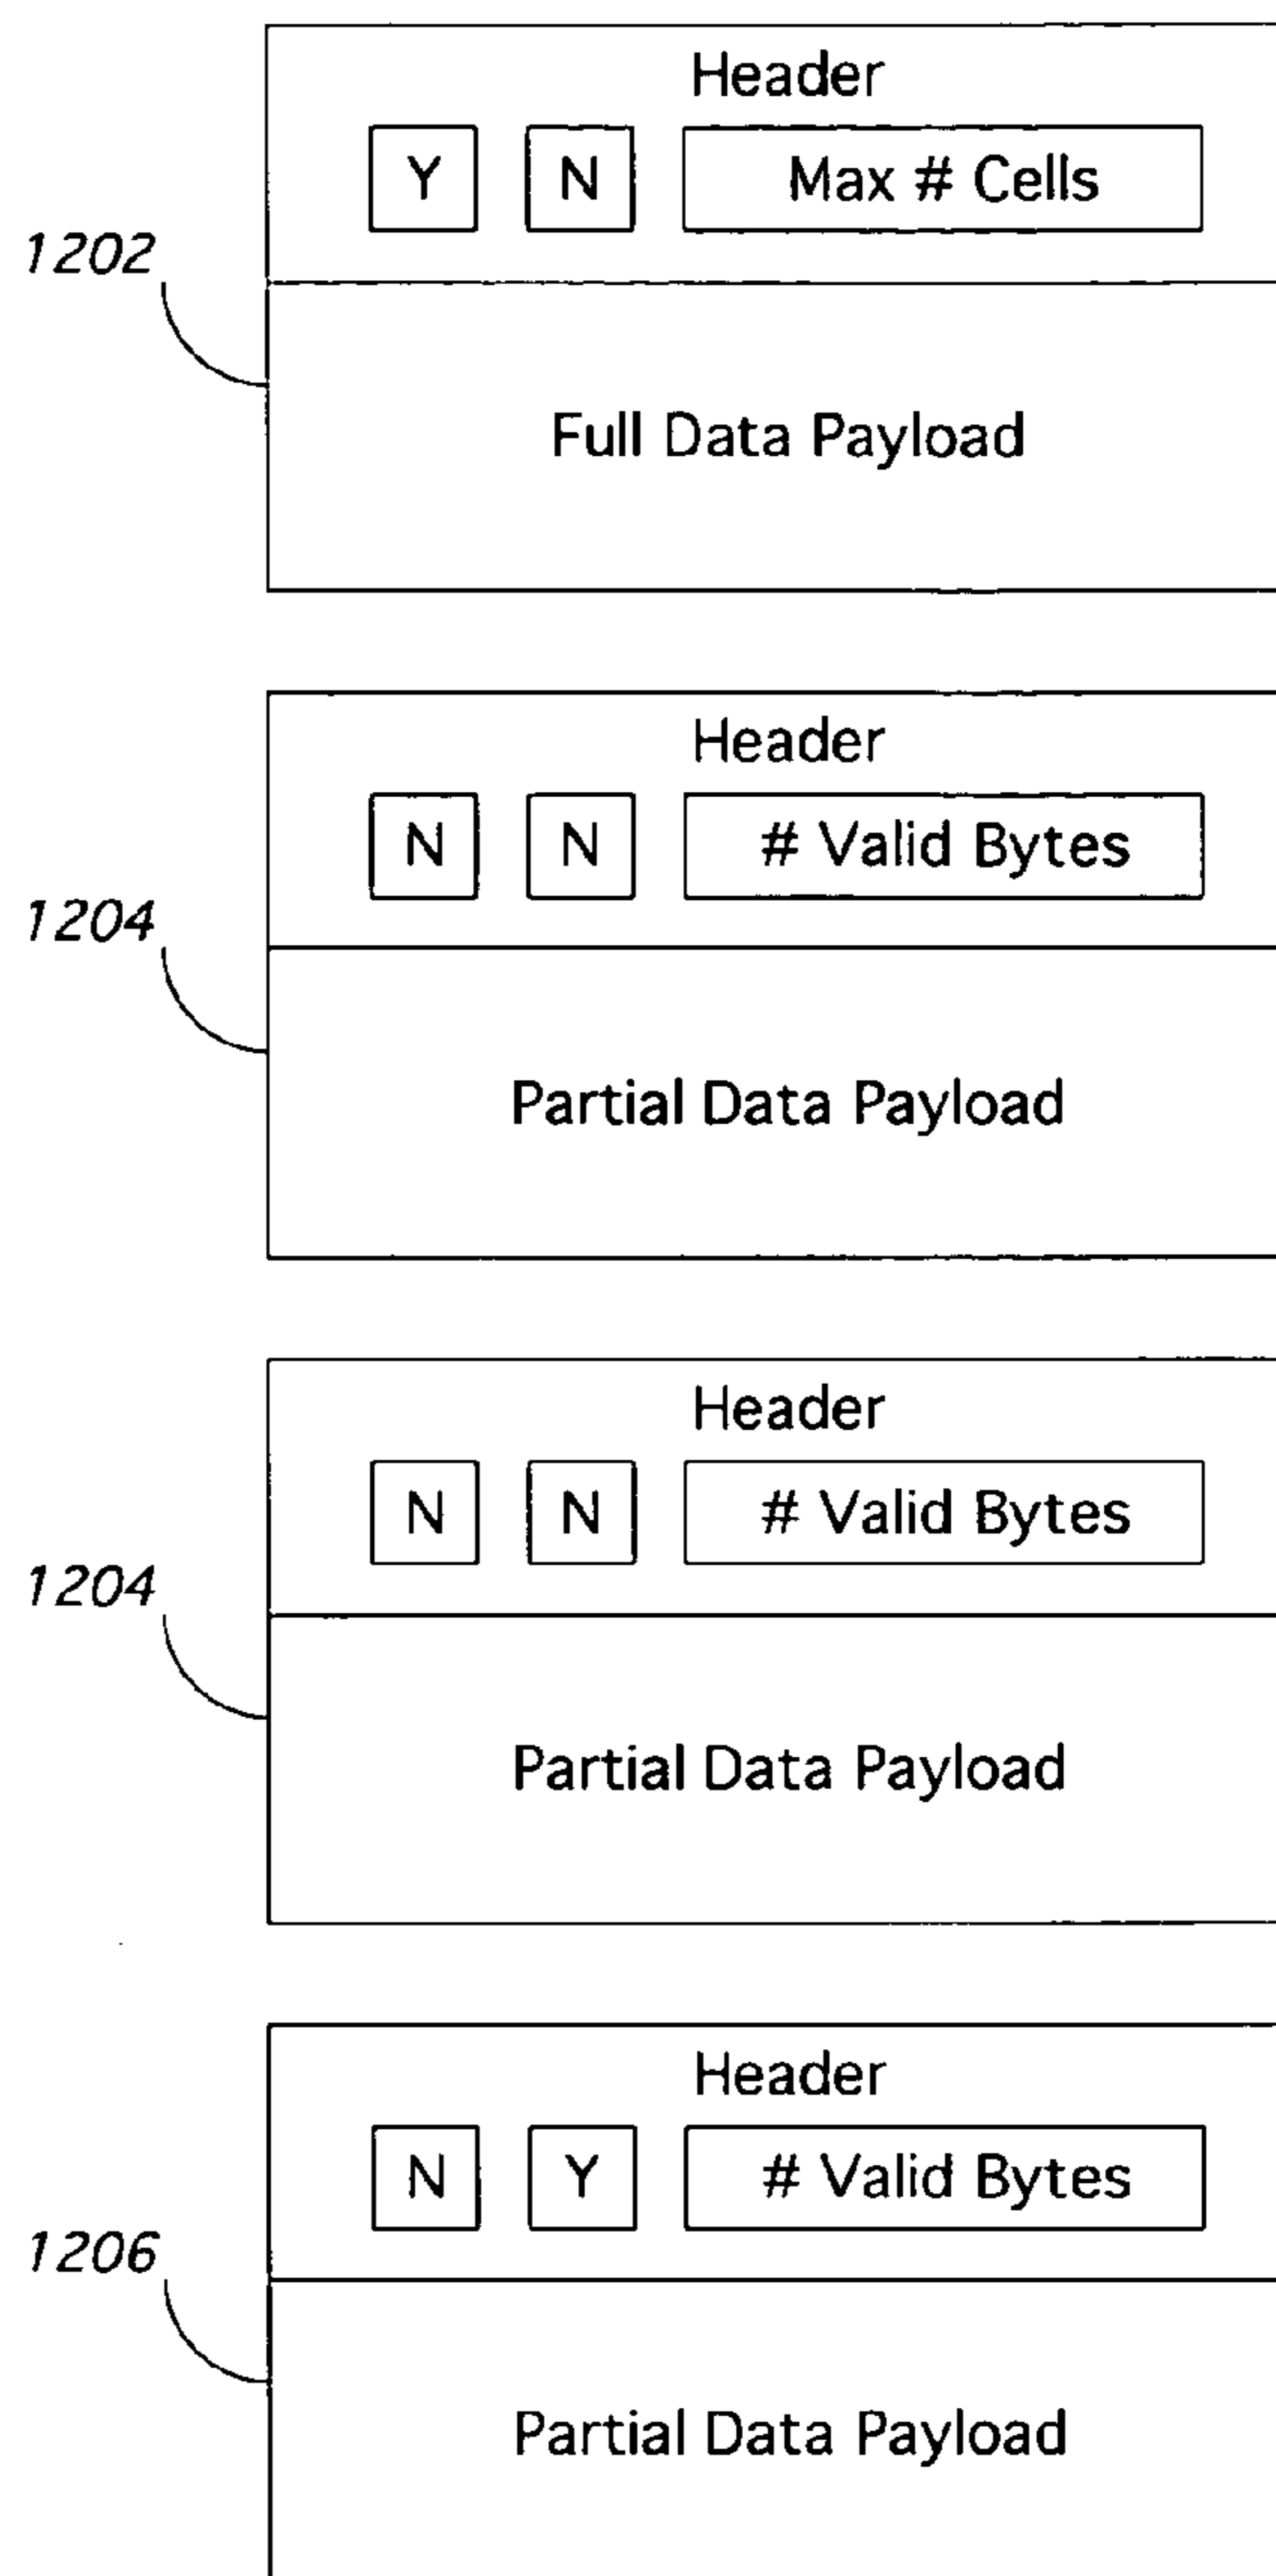 Header
Y N Max # Cells
1202
Full Data Payload
Header
N N # Valid Bytes
1204
Partial Data Payload
Header
N N # Valid Bytes
1204
Partial Data Payload
Header
N Y # Valid Bytes
1206
Partial Data Payload